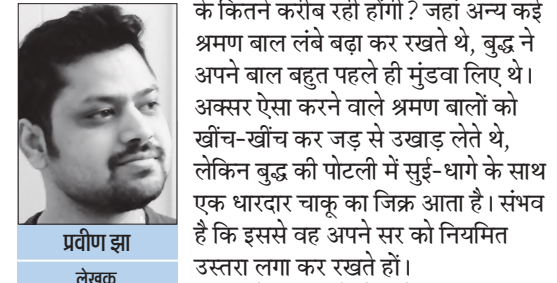 के कितने करीब रही होंगी? जहां अन्य कई
श्रमण बाल लंबे बढ़ा कर रखते थे, बुद्ध ने
अपने बाल बहुत पहले ही मुंडवा लिए थे।
अक्सर ऐसा करने वाले श्रमण बालों को
खींच-खींच कर जड़ से उखाड़ लेते थे,
लेकिन बुद्ध की पोटली में सुई-धागे के साथ
एक धारदार चाकू का जिक्र आता है। संभव
है कि इससे वह अपने सर को नियमित
उस्तरा लगा कर रखते हों।
प्रवीण झा
लेखक